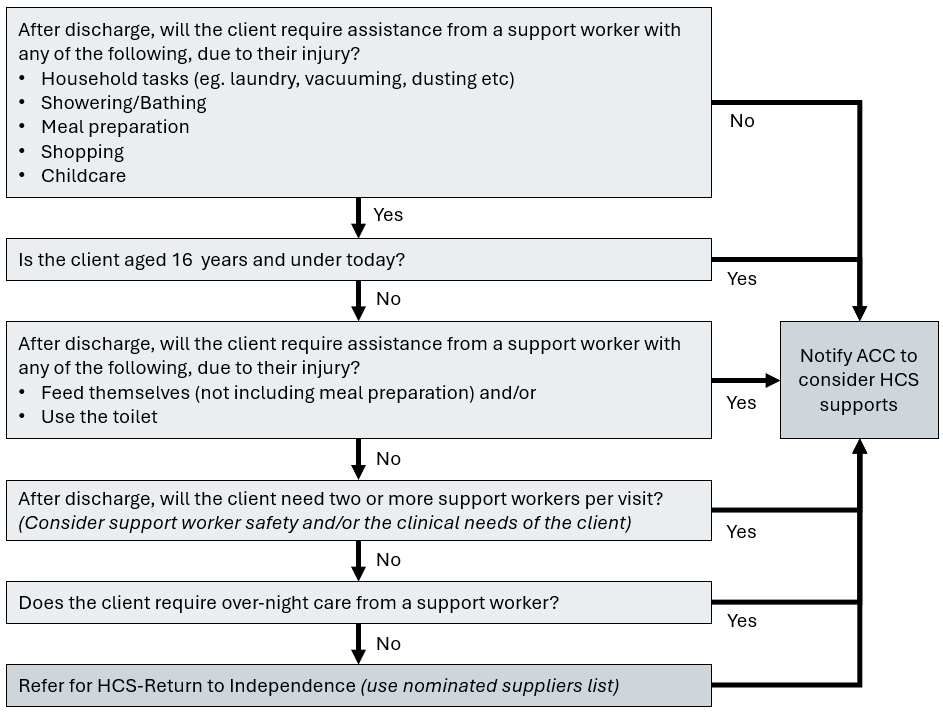 After discharge, will the client require assistance from a support worker with
any of the following, due to their injury?
• Household tasks (eg. laundry, vacuuming, dusting etc)
• Showering/Bathing
• Meal preparation
• Shopping
• Childcare
No
Yes
Is the client aged 16 years and under today?
Yes
No
After discharge, will the client require assistance from a support worker with
any of the following, due to their injury?
• Feed themselves (not including meal preparation) and/or
• Use the toilet
Yes
Notify ACC to
consider HCS
supports
No
After discharge, will the client need two or more support workers per visit?
(Consider support worker safety and/or the clinical needs of the client)
Yes
No
Does the client require over-night care from a support worker?
Yes
No
Refer for HCS-Return to Independence (use nominated suppliers list)